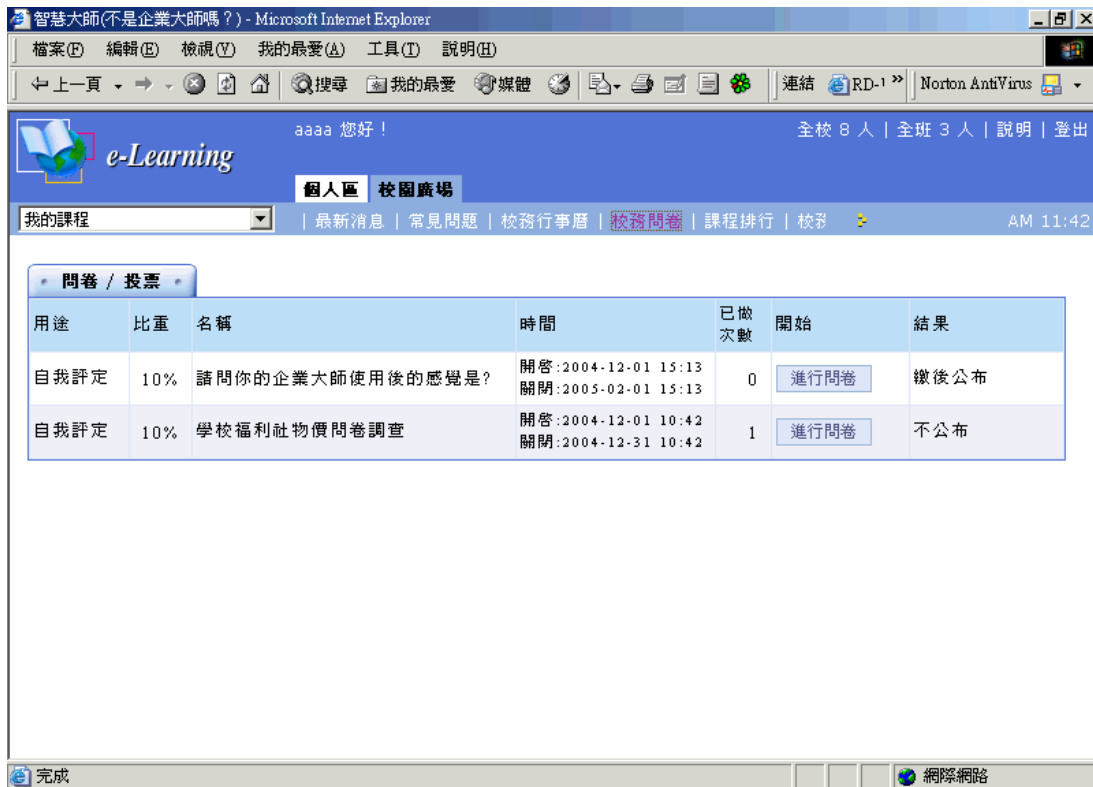 智慧大師(不是企業大師嗎？) - Microsoft Internet Explorer
檔案(F) 編輯(E) 檢視(V) 我的最愛(A) 工具(T) 說明(H)
上一頁 搜尋 我的最愛 媒體 連結 RD-1 » Norton AntiVirus
e-Learning
aaaa 您好！
全校 8 人 | 全班 3 人 | 說明 | 登出
個人區 校園廣場
我的課程 | 最新消息 | 常見問題 | 校務行事曆 | 校務問卷 | 課程排行 | 校務 AM 11:42
問卷 / 投票
用途 比重 名稱 時間 已做次數 開始 結果
自我評定 10% 請問你的企業大師使用後的感覺是? 開啓:2004-12-01 15:13 0 進行問卷 繳後公布
關閉:2005-02-01 15:13
自我評定 10% 學校福利社物價問卷調查 開啓:2004-12-01 10:42 1 進行問卷 不公布
關閉:2004-12-31 10:42
完成 網際網路